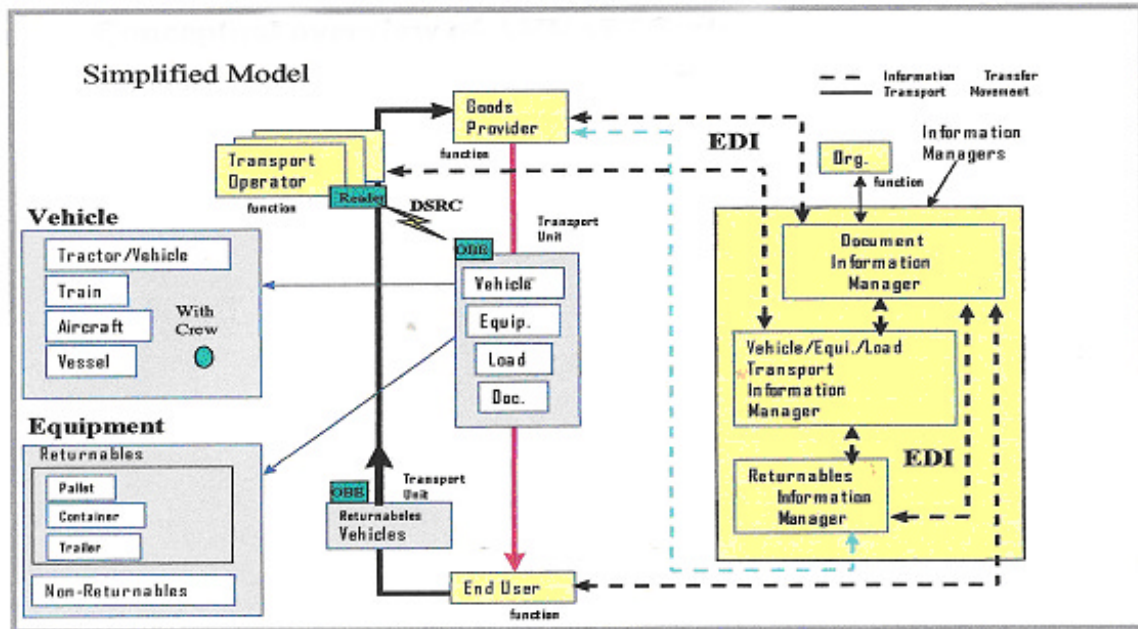 Simplified Model
Information Transfer
Transport Movement
Goods
Provider
function
EDI
Information
Managers
Org.
function
Transport
Operator
function
Reader
DSRC
Transport
Unit
OBE
Vehicle
Tractor/Vehicle
Train
Aircraft
Vessel
With
Crew
Vehicle
Equip.
Load
Doc.
Document
Information
Manager
Vehicle/Equi./Load
Transport
Information
Manager
EDI
Returnables
Information
Manager
Equipment
Returnables
Pallet
Container
Trailer
Non-Returnables
Transport
Unit
OBE
Returnabeles
Vehicles
End User
function